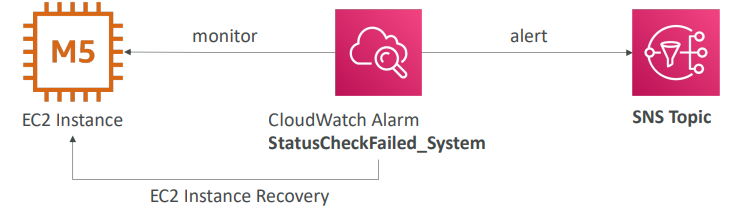 monitor
alert
M5
EC2 Instance
CloudWatch Alarm
StatusCheckFailed_System
SNS Topic
EC2 Instance Recovery